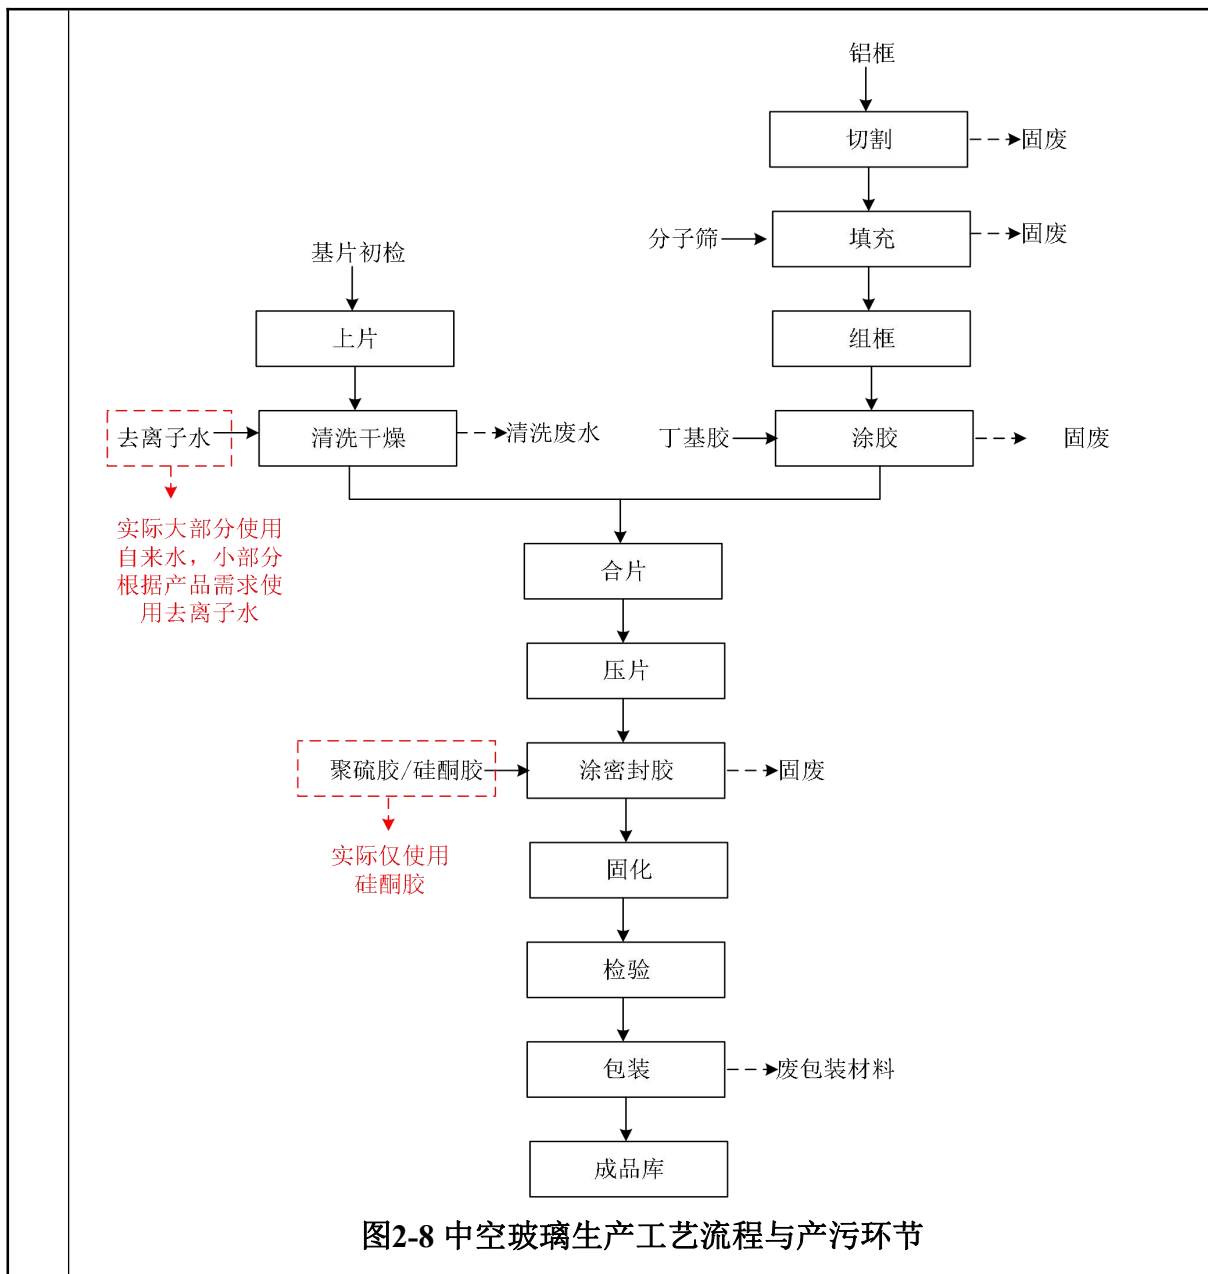 铝框
切割
固废
分子筛
填充
固废
基片初检
上片
组框
去离子水
清洗干燥
清洗废水
丁基胶
涂胶
固废
实际大部分使用
自来水，小部分
根据产品需求使
用去离子水
合片
压片
聚硫胶/硅酮胶
涂密封胶
固废
实际仅使用
硅酮胶
固化
检验
包装
废包装材料
成品库
图2-8 中空玻璃生产工艺流程与产污环节